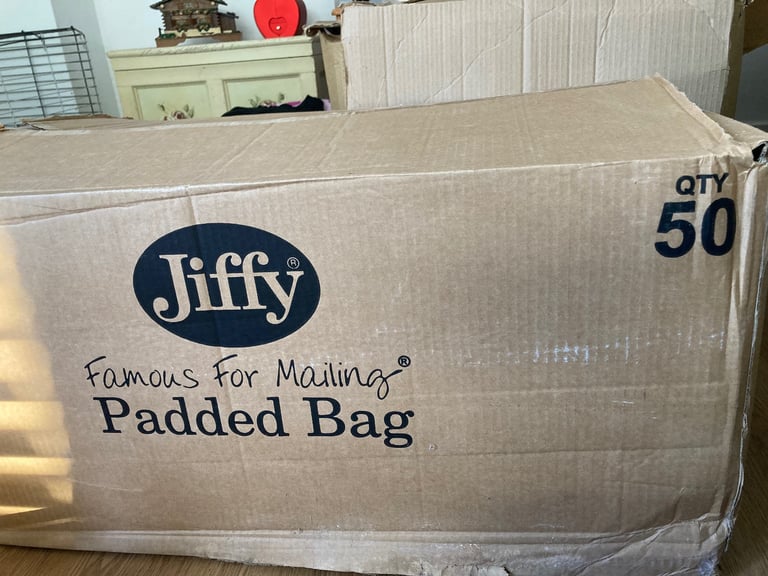 QTY
50
Jiffy®
Famous For Mailing®
Padded Bag